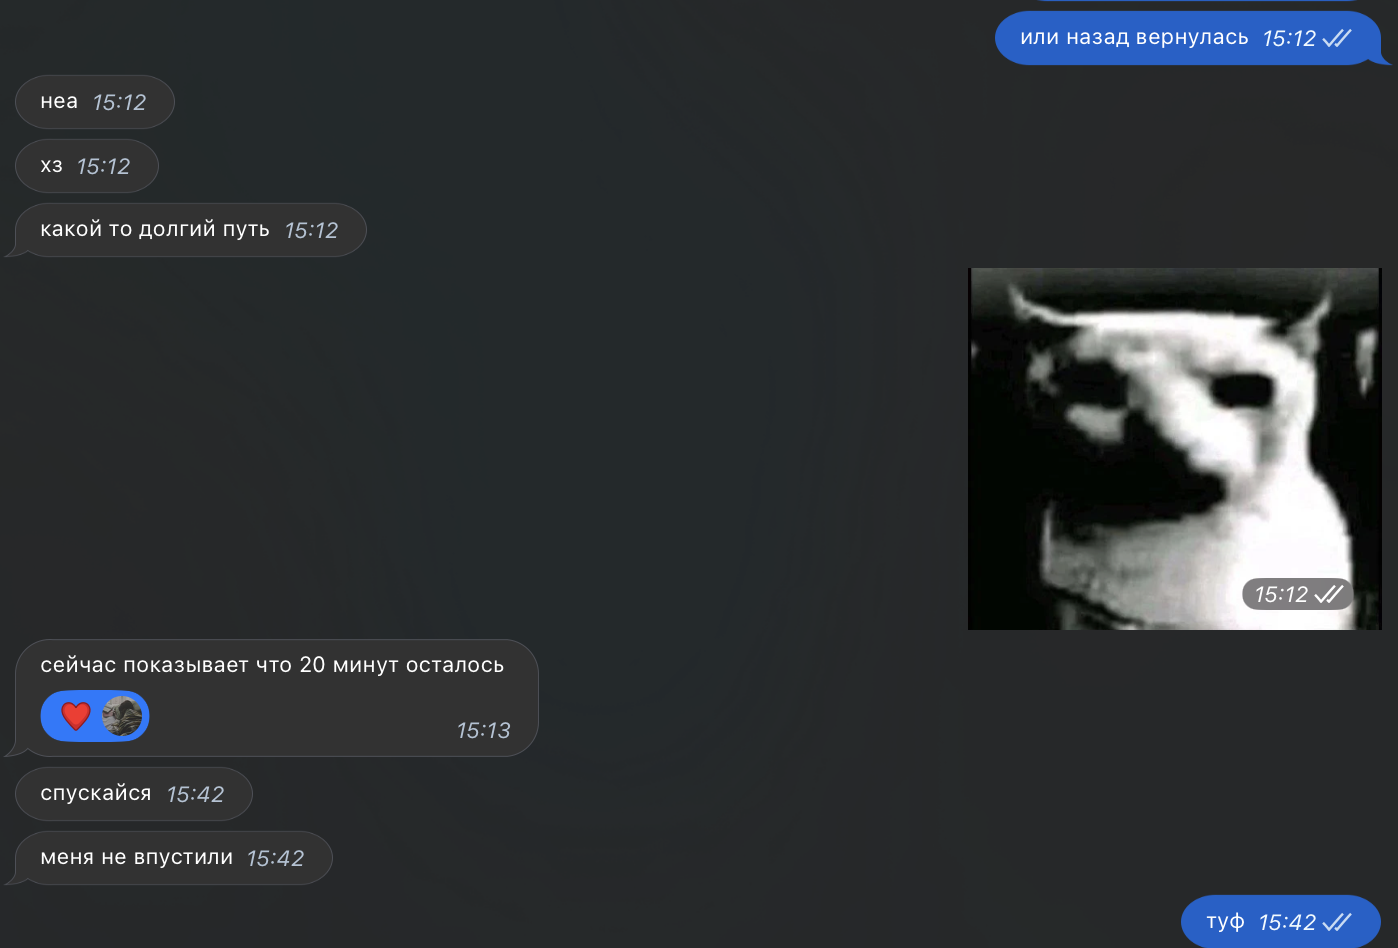 или назад вернулась 15:12
неа 15:12
хз 15:12
какой то долгий путь 15:12
15:12
сейчас показывает что 20 минут осталось
15:13
спускайся 15:42
меня не впустили 15:42
туф 15:42